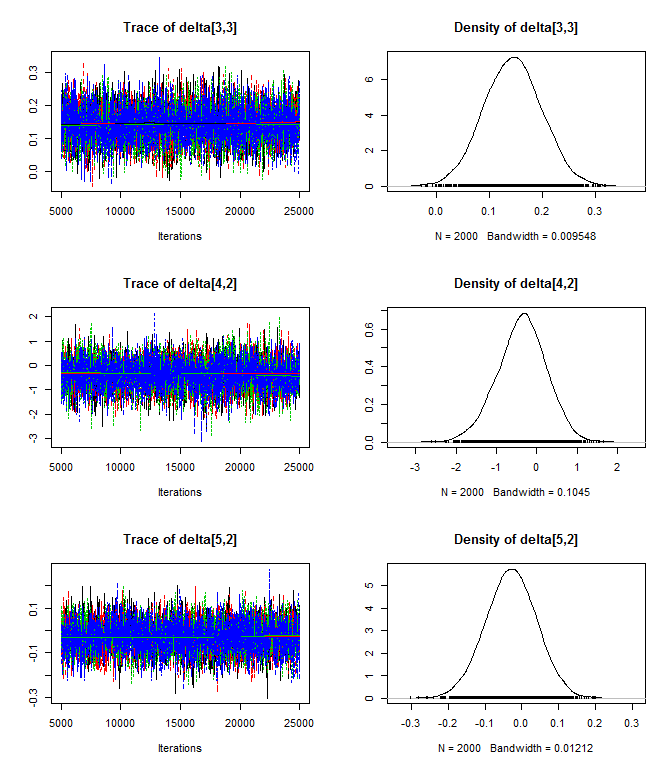 Trace of delta[3,3]
0.3
0.2
0.1
0.0
5000 10000 15000 20000 25000
Iterations
Density of delta[3,3]
6
4
2
0
0.0 0.1 0.2 0.3
N = 2000 Bandwidth = 0.009548
Trace of delta[4,2]
2
1
0
-1
-2
-3
5000 10000 15000 20000 25000
Iterations
Density of delta[4,2]
0.6
0.4
0.2
0.0
-3 -2 -1 0 1 2
N = 2000 Bandwidth = 0.1045
Trace of delta[5,2]
0.1
-0.1
-0.3
5000 10000 15000 20000 25000
Iterations
Density of delta[5,2]
5
4
3
2
1
0
-0.3 -0.2 -0.1 0.0 0.1 0.2 0.3
N = 2000 Bandwidth = 0.01212